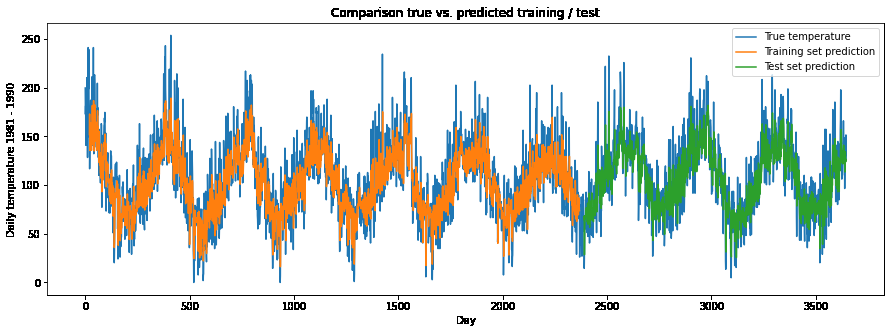 Comparison true vs. predicted training / test
True temperature
Training set prediction
Test set prediction
Daily temperature 1981 - 1990
250
200
150
100
50
0
0 500 1000 1500 2000 2500 3000 3500
Day